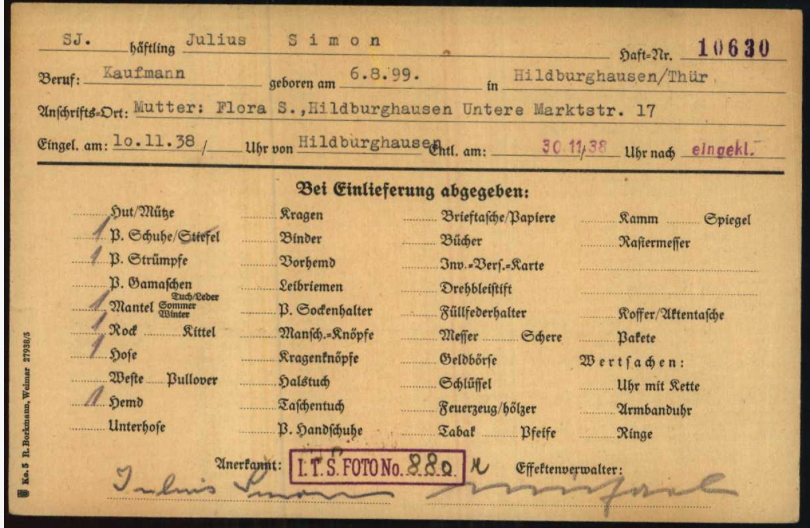 SJ. häftling Julius Simon Haft-Nr. 10630
Beruf: Kaufmann geboren am 6.8.99. in Hildburghausen/Thür
Anschrifts-Ort: Mutter: Flora S.,Hildburghausen Untere Marktstr. 17
Eingel. am: 10.11.38 / Uhr von Hildburghausen Entl. am: 30.11.38 Uhr nach eingekl.
Bei Einlieferung abgegeben:
Hut/Mütze Kragen Brieftasche/Papiere Kamm Spiegel
1 P. Schuhe/Stiefel Binder Bücher Rasiermesser
1 P. Strümpfe Vorhemd Inv.-Vers.-Karte
P. Gamaschen Leibriemen Drehbleistift
1 Mantel Tuch/Leder Sommer Winter P. Sockenhalter Füllfederhalter Koffer/Aktentasche
1 Rock Kittel Mansch.-Knöpfe Messer Schere Pakete
1 Hose Kragenknöpfe Geldbörse Wertsachen:
Weste Pullover Halstuch Schlüssel Uhr mit Kette
1 Hemd Taschentuch Feuerzeug/hölzer Armbanduhr
Unterhose P. Handschuhe Tabak Pfeife Ringe
Anerkannt: I.T.S. FOTO No. 880 Effektenverwalter:
Julius Simon
Ko. 5 R. Borkmann, Weimar 27938/5